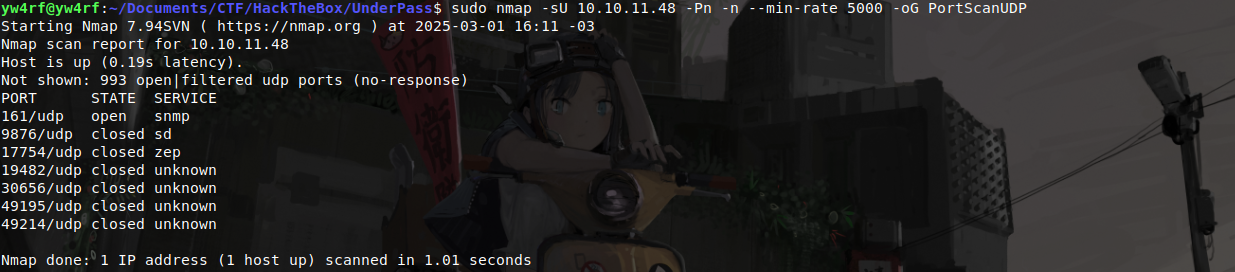 yw4rf@yw4rf:~/Documents/CTF/HackTheBox/UnderPass$ sudo nmap -sU 10.10.11.48 -Pn -n --min-rate 5000 -oG PortScanUDP
Starting Nmap 7.94SVN ( https://nmap.org ) at 2025-03-01 16:11 -03
Nmap scan report for 10.10.11.48
Host is up (0.19s latency).
Not shown: 993 open|filtered udp ports (no-response)
PORT      STATE  SERVICE
161/udp   open   snmp
9876/udp  closed sd
17754/udp closed zep
19482/udp closed unknown
30656/udp closed unknown
49195/udp closed unknown
49214/udp closed unknown

Nmap done: 1 IP address (1 host up) scanned in 1.01 seconds